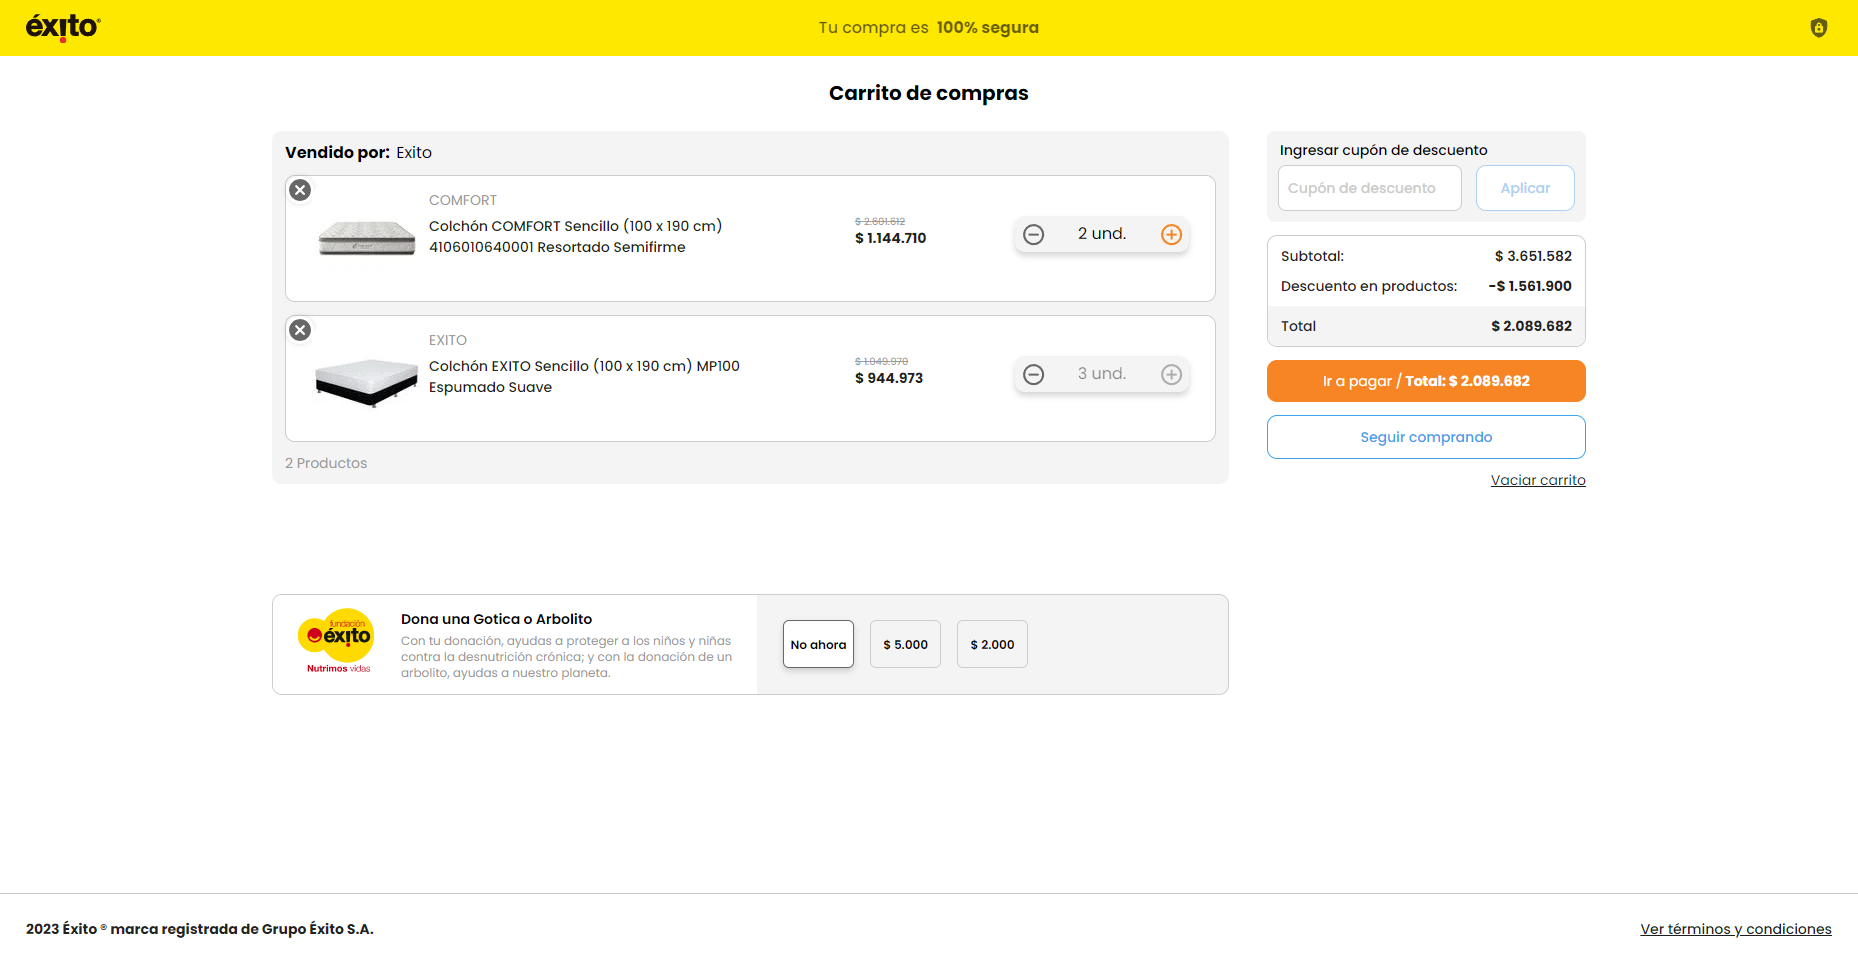 éxito®
Tu compra es 100% segura
Carrito de compras
Vendido por: Exito
COMFORT
Colchón COMFORT Sencillo (100 x 190 cm)
4106010640001 Resortado Semifirme
$ 2.601.612
$ 1.144.710
2 und.
EXITO
Colchón EXITO Sencillo (100 x 190 cm) MP100
Espumado Suave
$ 1.049.970
$ 944.973
3 und.
2 Productos
Ingresar cupón de descuento
Cupón de descuento
Aplicar
Subtotal: $ 3.651.582
Descuento en productos: -$ 1.561.900
Total $ 2.089.682
Ir a pagar / Total: $ 2.089.682
Seguir comprando
Vaciar carrito
fundación
éxito
Nutrimos vidas
Dona una Gotica o Arbolito
Con tu donación, ayudas a proteger a los niños y niñas
contra la desnutrición crónica; y con la donación de un
arbolito, ayudas a nuestro planeta.
No ahora
$ 5.000
$ 2.000
2023 Éxito ® marca registrada de Grupo Éxito S.A.
Ver términos y condiciones